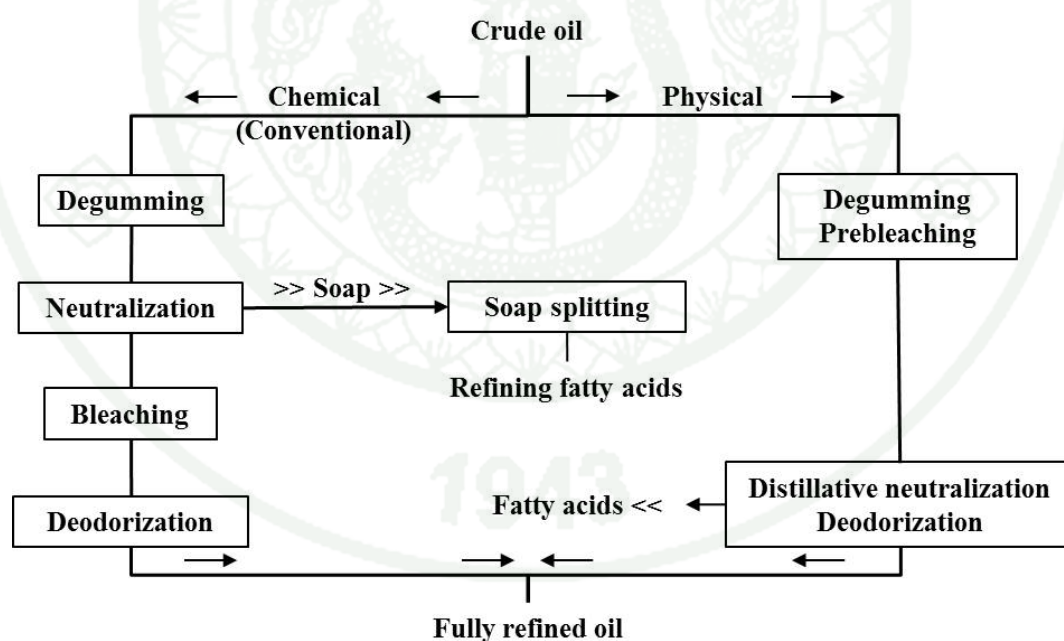 Crude oil
Chemical
(Conventional)
Physical
Degumming
Degumming
Prebleaching
Neutralization
>> Soap >>
Soap splitting
Refining fatty acids
Bleaching
Fatty acids <<
Distillative neutralization
Deodorization
Deodorization
Fully refined oil
1943